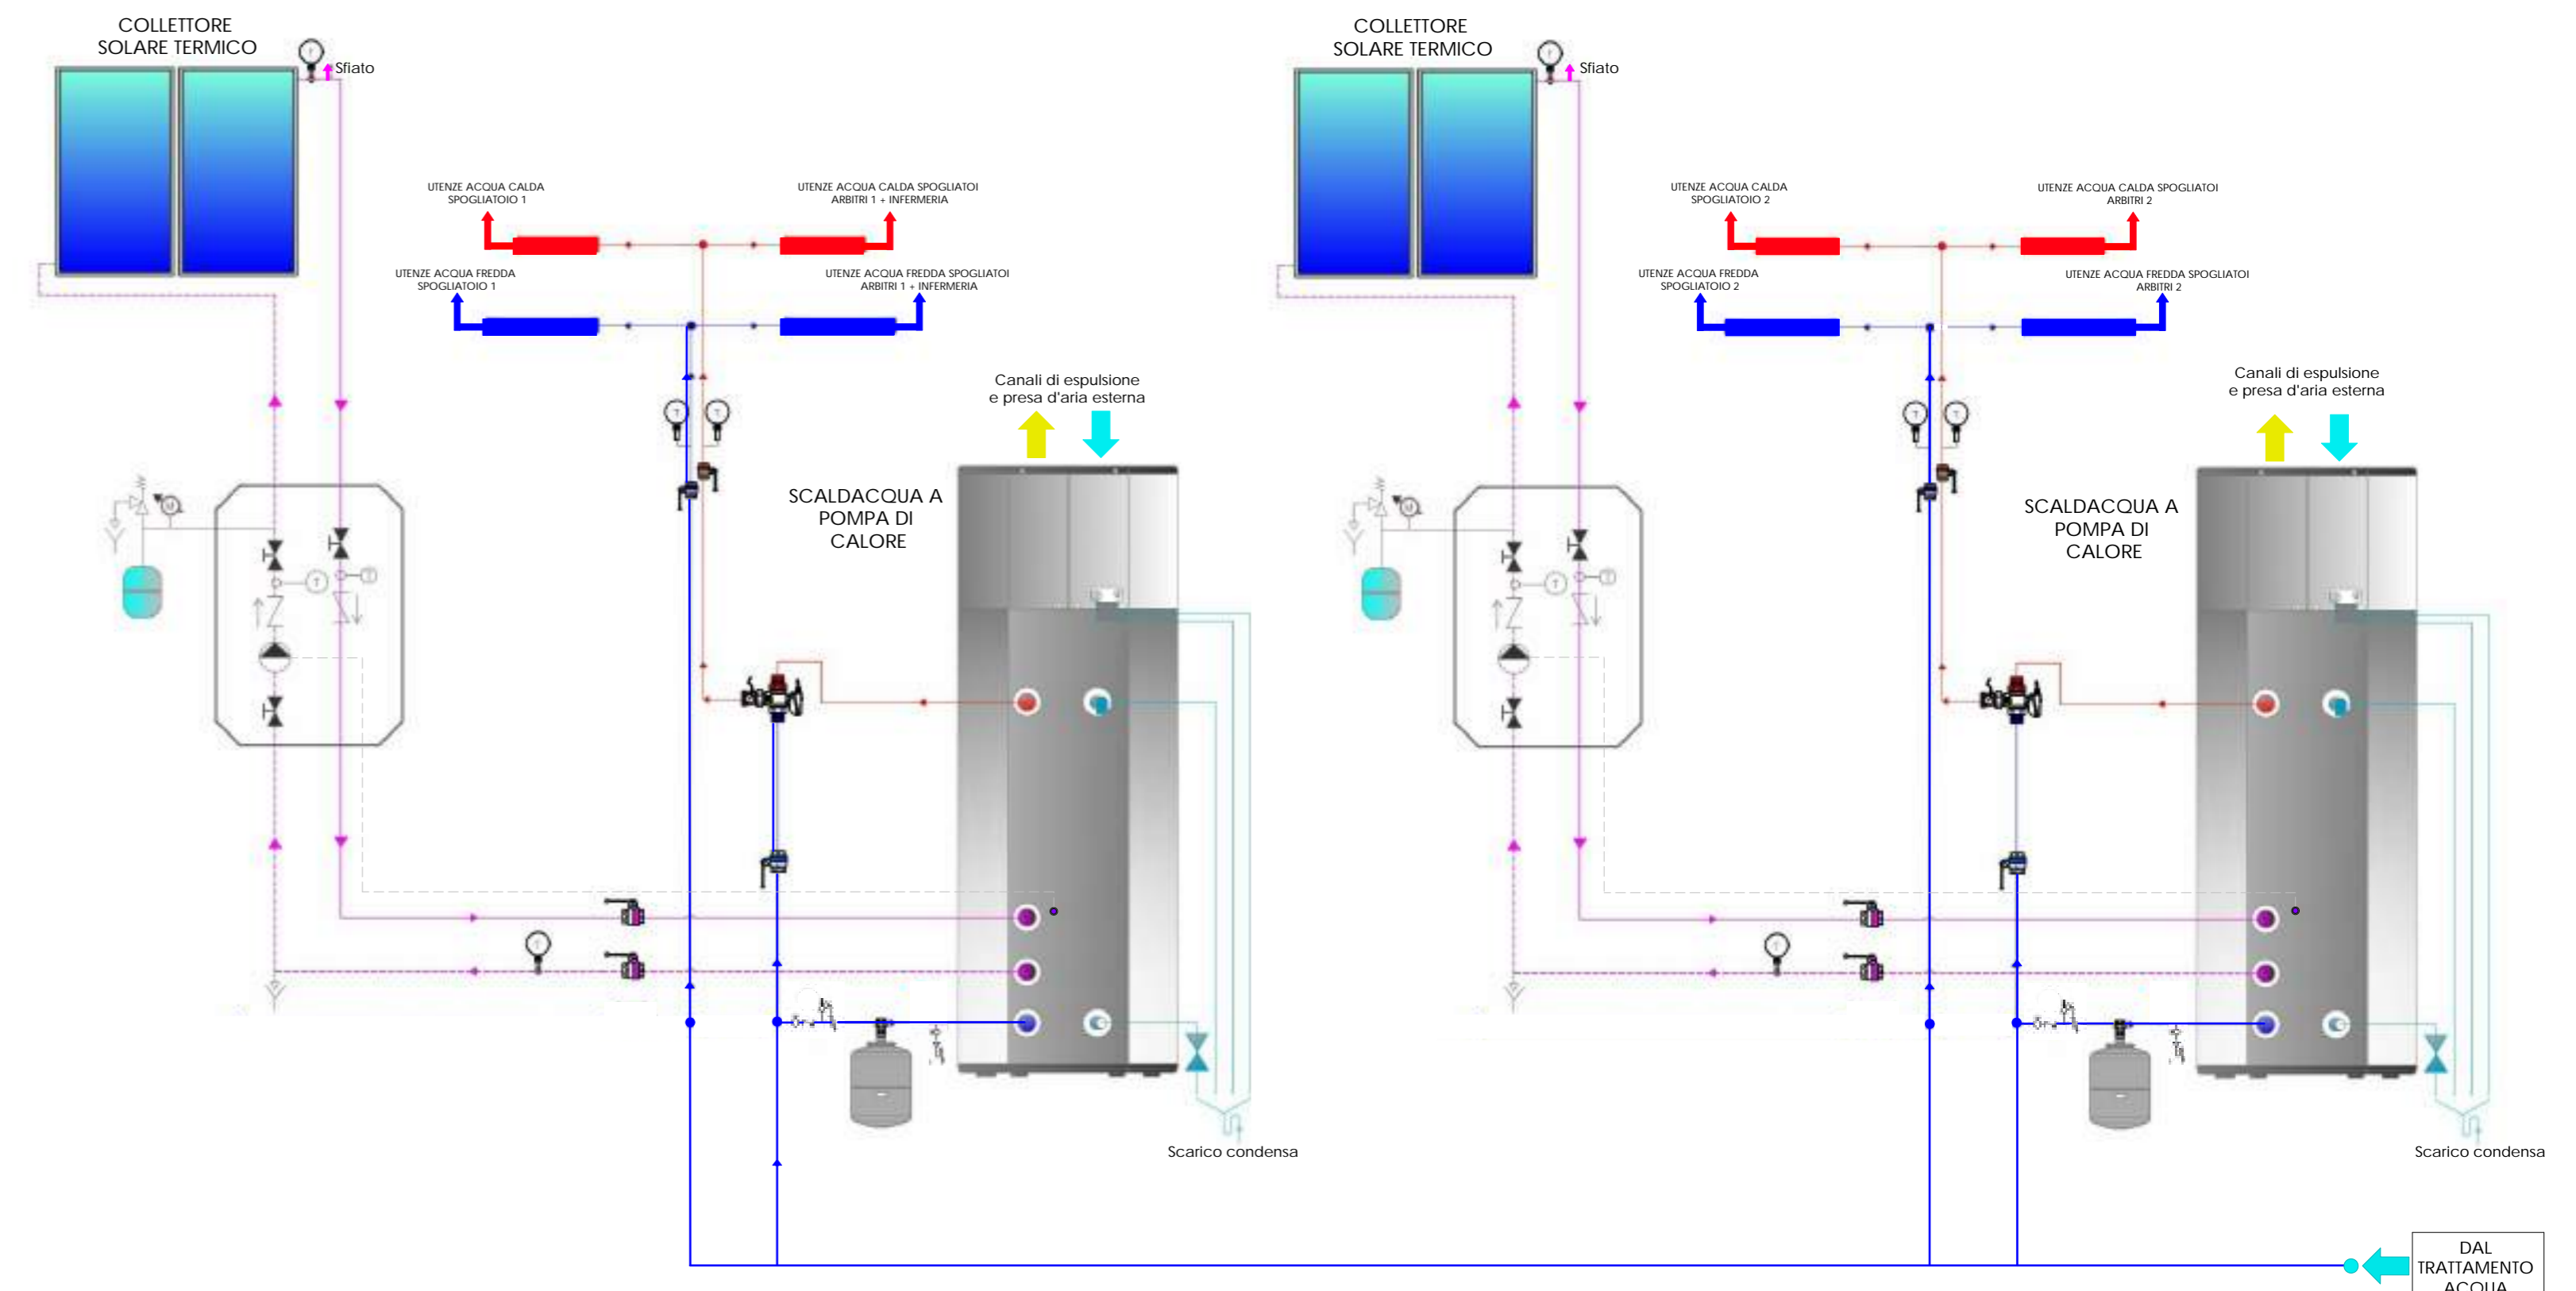 COLLETTORE
SOLARE TERMICO
Sfiato
UTENZE ACQUA CALDA
SPOGLIATOIO 1
UTENZE ACQUA CALDA SPOGLIATOI
ARBITRI 1 + INFERMERIA
UTENZE ACQUA FREDDA
SPOGLIATOIO 1
UTENZE ACQUA FREDDA SPOGLIATOI
ARBITRI 1 + INFERMERIA
Canali di espulsione
e presa d'aria esterna
T
T
SCALDACQUA A
POMPA DI
CALORE
M
T
T
T
Scarico condensa
COLLETTORE
SOLARE TERMICO
Sfiato
UTENZE ACQUA CALDA
SPOGLIATOIO 2
UTENZE ACQUA CALDA SPOGLIATOI
ARBITRI 2
UTENZE ACQUA FREDDA
SPOGLIATOIO 2
UTENZE ACQUA FREDDA SPOGLIATOI
ARBITRI 2
Canali di espulsione
e presa d'aria esterna
T
T
SCALDACQUA A
POMPA DI
CALORE
M
T
T
T
Scarico condensa
DAL
TRATTAMENTO
ACQUA